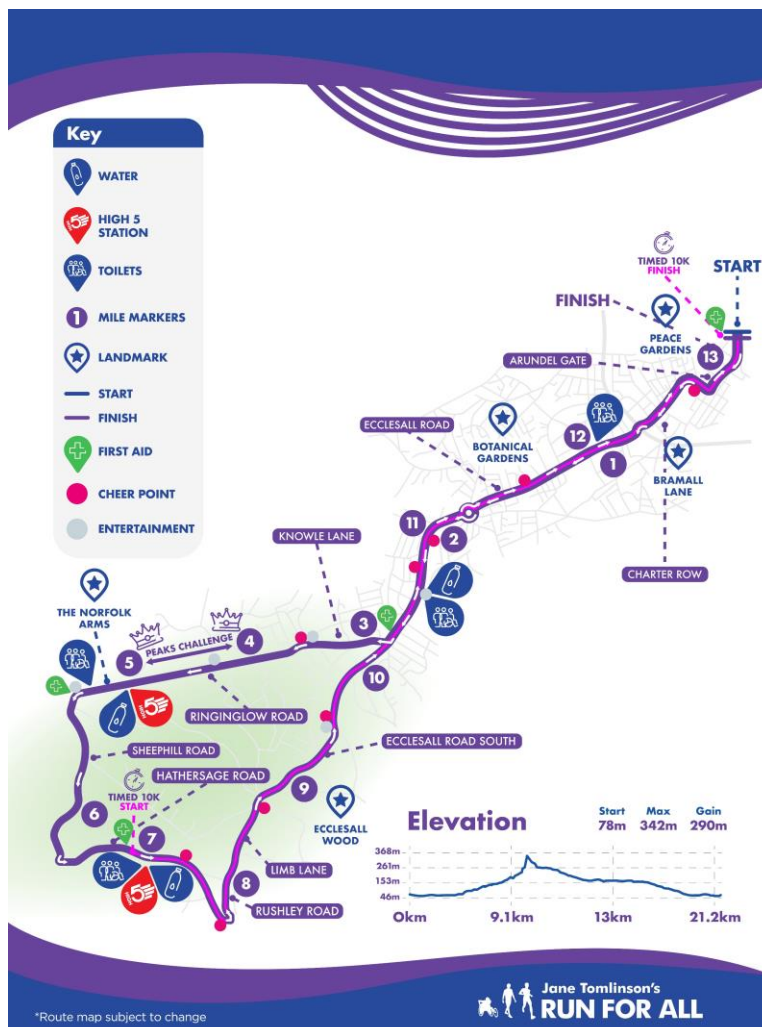 Key
WATER
HIGH 5
STATION
TOILETS
1 MILE MARKERS
LANDMARK
START
FINISH
FIRST AID
CHEER POINT
ENTERTAINMENT
TIMED 10K
FINISH
START
FINISH
PEACE
GARDENS
13
ARUNDEL GATE
ECCLESALL ROAD
BOTANICAL
GARDENS
12
1
BRAMALL
LANE
11
2
KNOWLE LANE
CHARTER ROW
THE NORFOLK
ARMS
PEAKS CHALLENGE
3
4
5
10
HIGH 5
RINGINGLOW ROAD
ECCLESALL ROAD SOUTH
SHEEPHILL ROAD
HATHERSAGE ROAD
TIMED 10K
START
9
ECCLESALL
WOOD
6
7
HIGH 5
LIMB LANE
8
RUSHLEY ROAD
Elevation
Start Max Gain
78m 342m 290m
368m
261m
153m
46m
0km 9.1km 13km 21.2km
*Route map subject to change
Jane Tomlinson's
RUN FOR ALL